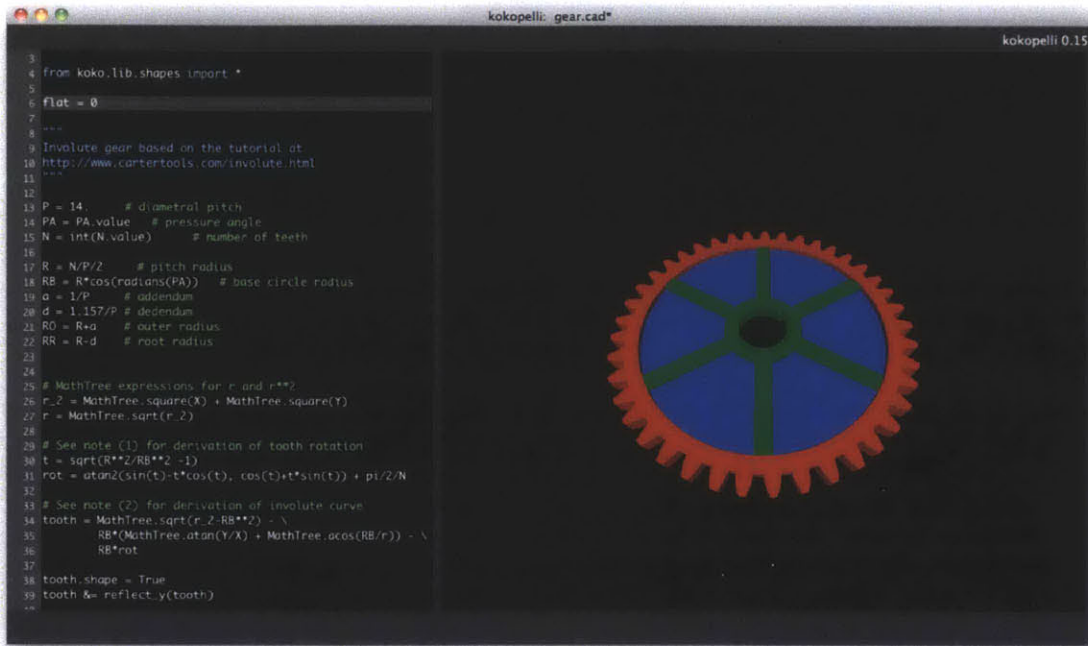 kokopelli:  gear.cad*
kokopelli 0.15
3
4 from koko.lib.shapes import *
5
6 flat = 0
7
8 """
9 Involute gear based on the tutorial at
10 http://www.cartertools.com/involute.html
11 """
12
13 P = 14.      # diametral pitch
14 PA = PA.value   # pressure angle
15 N = int(N.value)      # number of teeth
16
17 R = N/P/2      # pitch radius
18 RB = R*cos(radians(PA))   # base circle radius
19 a = 1/P      # addendum
20 d = 1.157/P # dedendum
21 RO = R+a     # outer radius
22 RR = R-d     # root radius
23
24
25 # MathTree expressions for r and r**2
26 r_2 = MathTree.square(X) + MathTree.square(Y)
27 r = MathTree.sqrt(r_2)
28
29 # See note (1) for derivation of tooth rotation
30 t = sqrt(R**2/RB**2 -1)
31 rot = atan2(sin(t)-t*cos(t), cos(t)+t*sin(t)) + pi/2/N
32
33 # See note (2) for derivation of involute curve
34 tooth = MathTree.sqrt(r_2-RB**2) - \
35         RB*(MathTree.atan(Y/X) + MathTree.acos(RB/r)) - \
36         RB*rot
37
38 tooth.shape = True
39 tooth &= reflect_y(tooth)